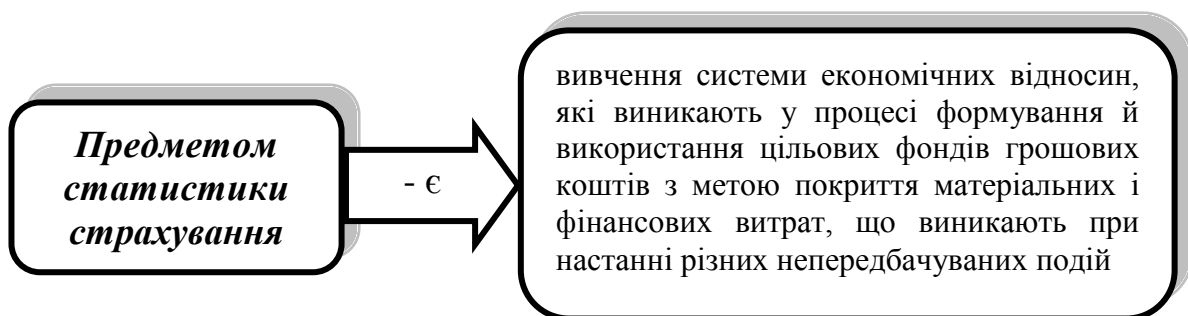 Предметом
статистики
страхування
- є
вивчення системи економічних відносин,
які виникають у процесі формування й
використання цільових фондів грошових
коштів з метою покриття матеріальних і
фінансових витрат, що виникають при
настанні різних непередбачуваних подій